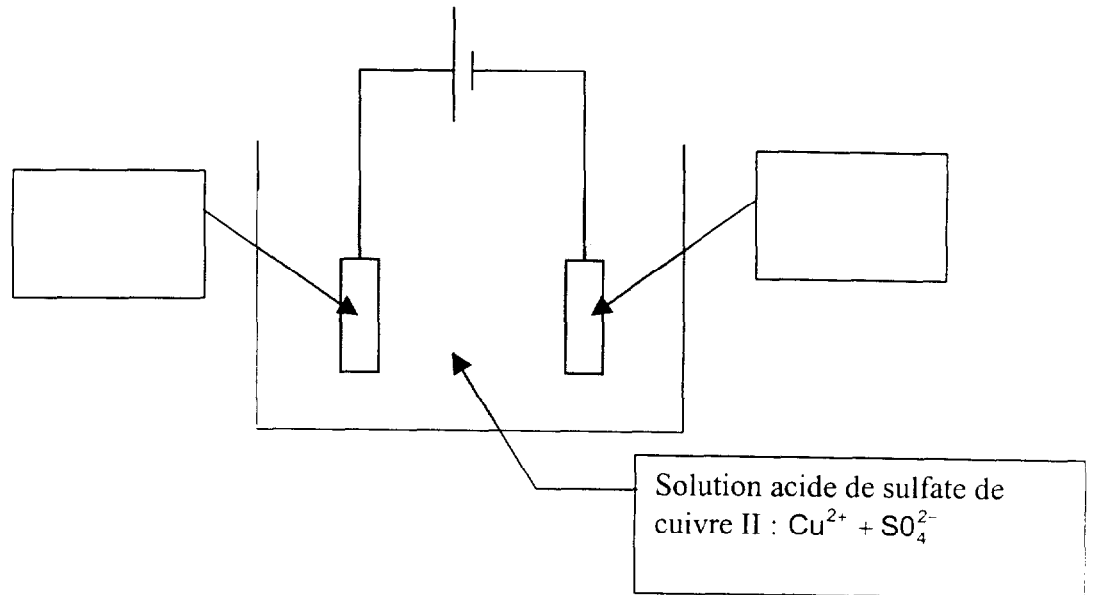 Solution acide de sulfate de
cuivre II : Cu²⁺ + S0₄²⁻